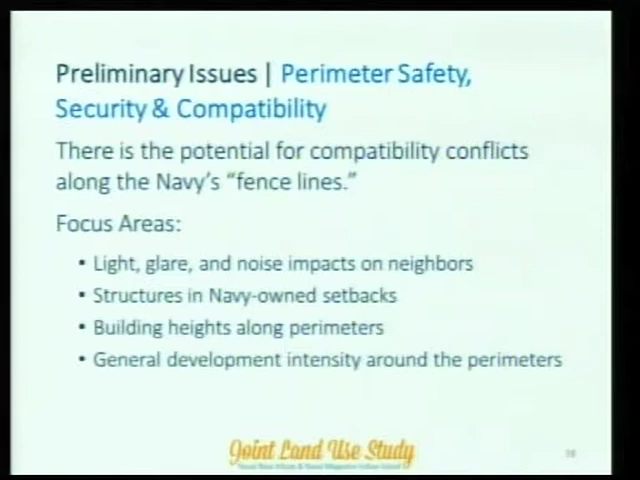 Preliminary Issues | Perimeter Safety,
Security & Compatibility
There is the potential for compatibility conflicts
along the Navy's “fence lines.”
Focus Areas:
• Light, glare, and noise impacts on neighbors
• Structures in Navy-owned setbacks
• Building heights along perimeters
• General development intensity around the perimeters
Joint Land Use Study